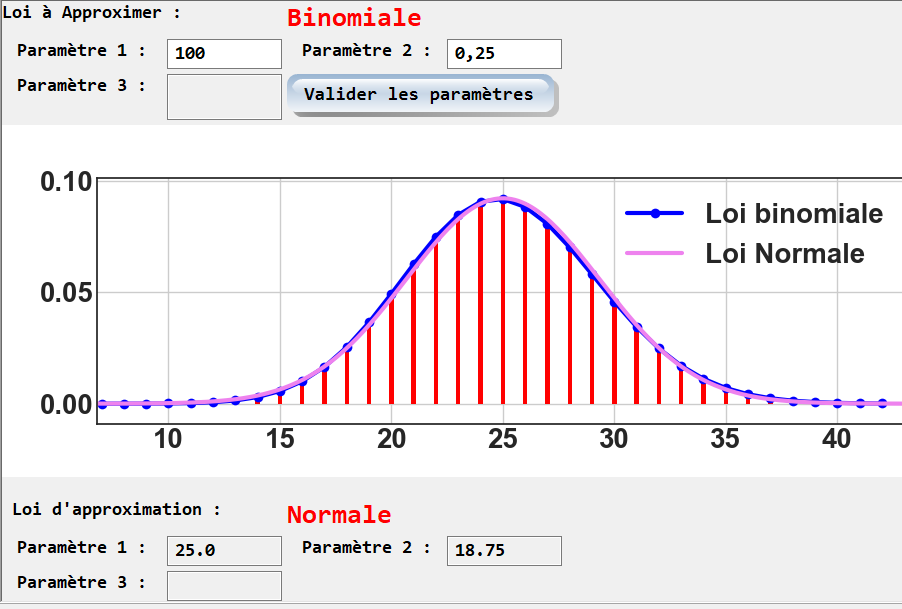 Loi à Approximer : Binomiale
Paramètre 1 : 100 Paramètre 2 : 0,25
Paramètre 3 : Valider les paramètres
0.10
Loi binomiale
Loi Normale
0.05
0.00
10 15 20 25 30 35 40
Loi d'approximation : Normale
Paramètre 1 : 25.0 Paramètre 2 : 18.75
Paramètre 3 :